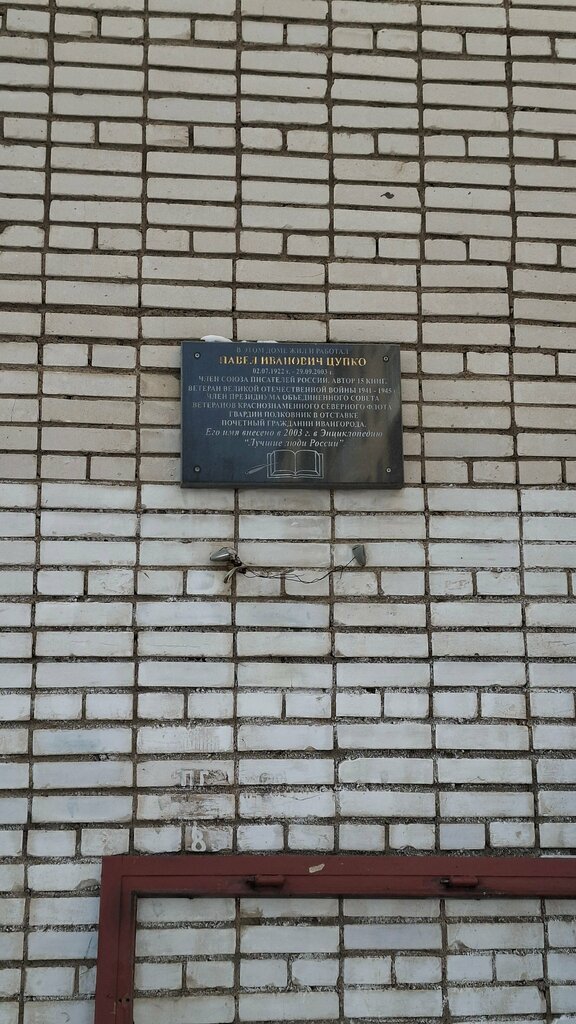 В ЭТОМ ДОМЕ ЖИЛ И РАБОТАЛ
ПАВЕЛ ИВАНОВИЧ ЦУПКО
02.07.1922 г. - 29.09.2003 г.
ЧЛЕН СОЮЗА ПИСАТЕЛЕЙ РОССИИ, АВТОР 15 КНИГ,
ВЕТЕРАН ВЕЛИКОЙ ОТЕЧЕСТВЕННОЙ ВОЙНЫ 1941 - 1945 г
ЧЛЕН ПРЕЗИДИУМА ОБЪЕДИНЕННОГО СОВЕТА
ВЕТЕРАНОВ КРАСНОЗНАМЕННОГО СЕВЕРНОГО ФЛОТА
ГВАРДИИ ПОЛКОВНИК В ОТСТАВКЕ
ПОЧЕТНЫЙ ГРАЖДАНИН ИВАНГОРОДА.
Его имя внесено в 2003 г. в Энциклопедию
"Лучшие люди России"
ПГ
8